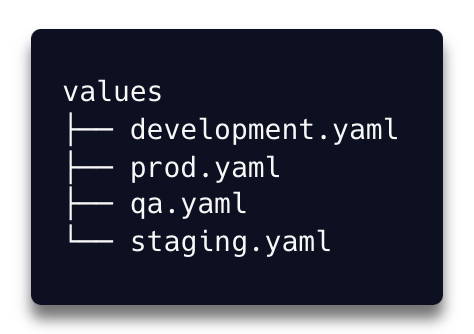 values
├── development.yaml
├── prod.yaml
├── qa.yaml
└── staging.yaml